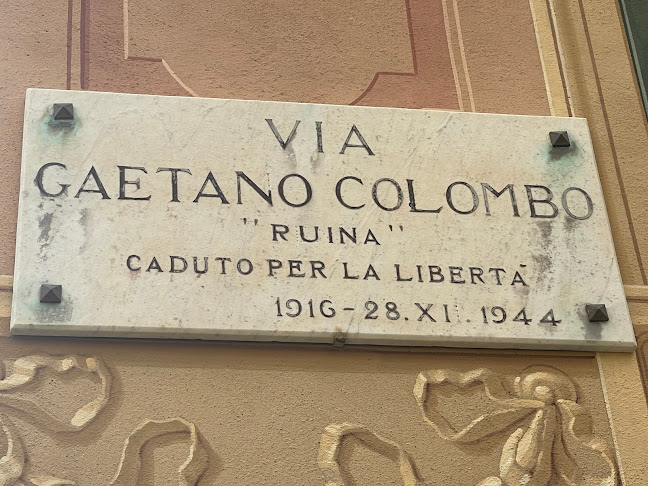 VIA
GAETANO COLOMBO
"RUINA"
CADUTO PER LA LIBERTÀ
1916-28.XI.1944